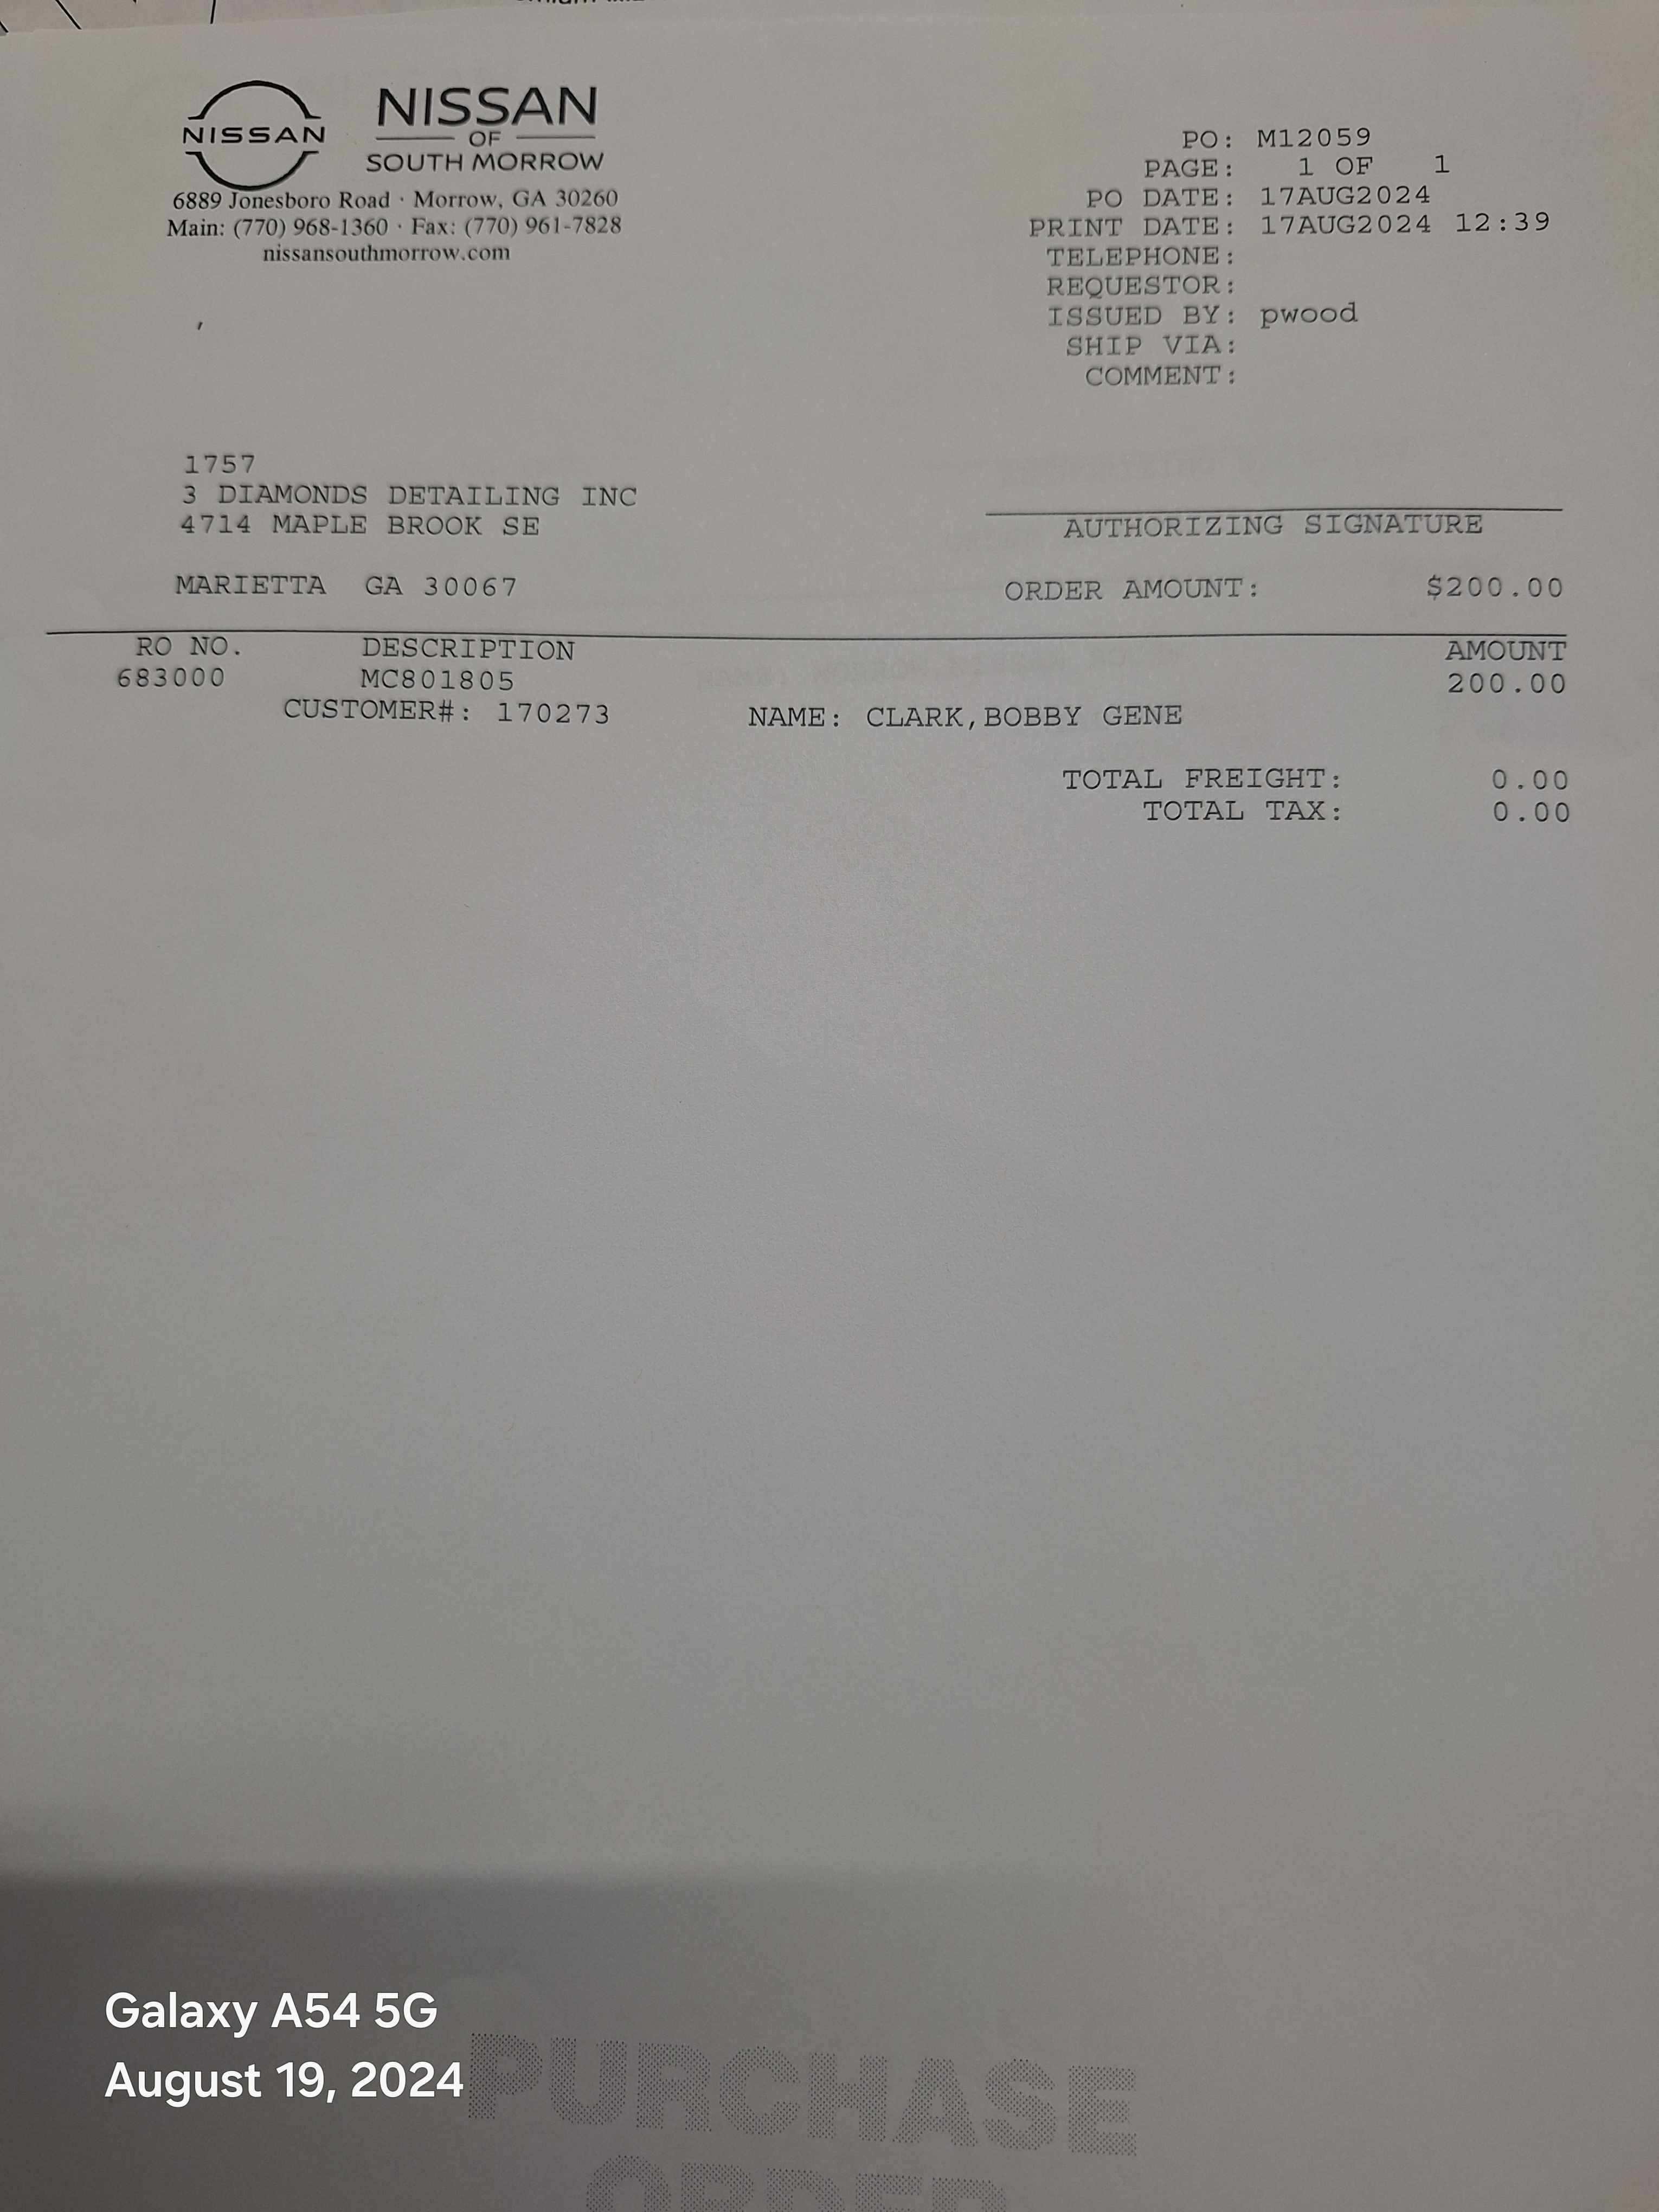 NISSAN
NISSAN
OF
SOUTH MORROW
6889 Jonesboro Road · Morrow, GA 30260
Main: (770) 968-1360 · Fax: (770) 961-7828
nissansouthmorrow.com
PO: M12059
PAGE: 1 OF 1
PO DATE: 17AUG2024
PRINT DATE: 17AUG2024 12:39
TELEPHONE:
REQUESTOR:
ISSUED BY: pwood
SHIP VIA:
COMMENT:
1757
3 DIAMONDS DETAILING INC
4714 MAPLE BROOK SE
MARIETTA GA 30067
AUTHORIZING SIGNATURE
ORDER AMOUNT: $200.00
RO NO. DESCRIPTION AMOUNT
683000 MC801805 200.00
CUSTOMER#: 170273 NAME: CLARK,BOBBY GENE
TOTAL FREIGHT: 0.00
TOTAL TAX: 0.00
Galaxy A54 5G
August 19, 2024
PURCHASE
ORDER